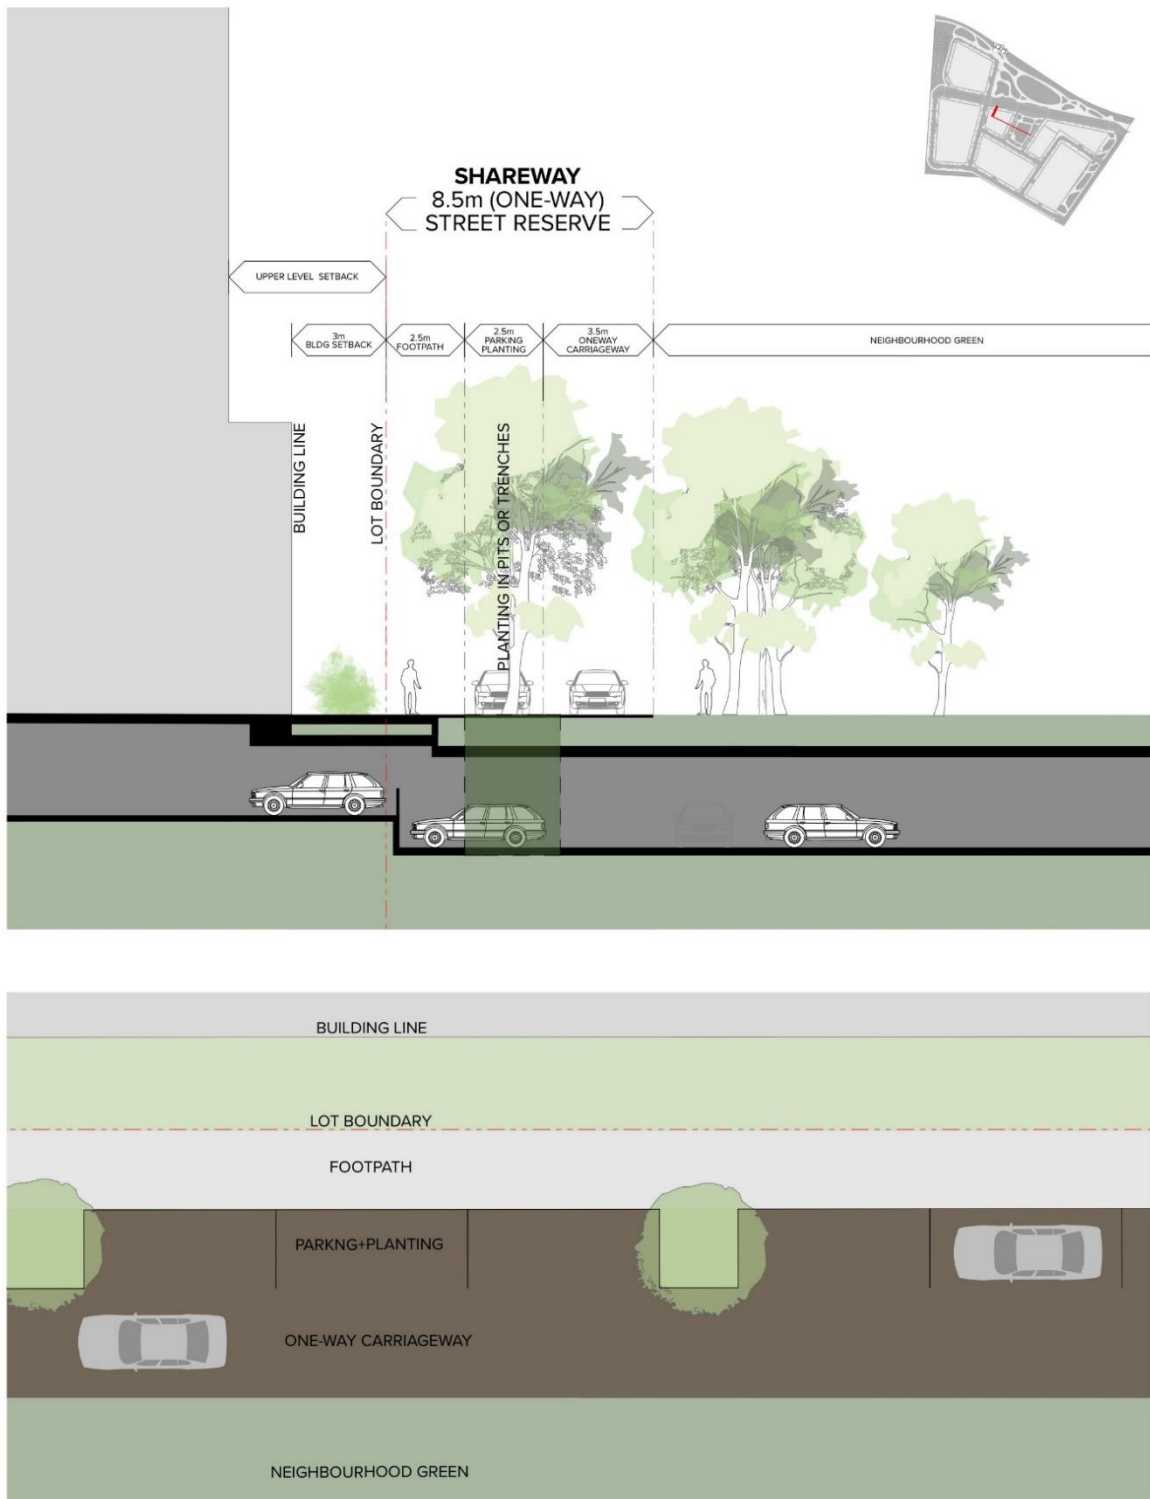 SHAREWAY
8.5m (ONE-WAY)
STREET RESERVE
UPPER LEVEL SETBACK
3m
BLDG SETBACK
2.5m
FOOTPATH
2.5m
PARKING
PLANTING
3.5m
ONEWAY
CARRIAGEWAY
NEIGHBOURHOOD GREEN
BUILDING LINE
LOT BOUNDARY
PLANTING IN PITS OR TRENCHES
BUILDING LINE
LOT BOUNDARY
FOOTPATH
PARKNG+PLANTING
ONE-WAY CARRIAGEWAY
NEIGHBOURHOOD GREEN